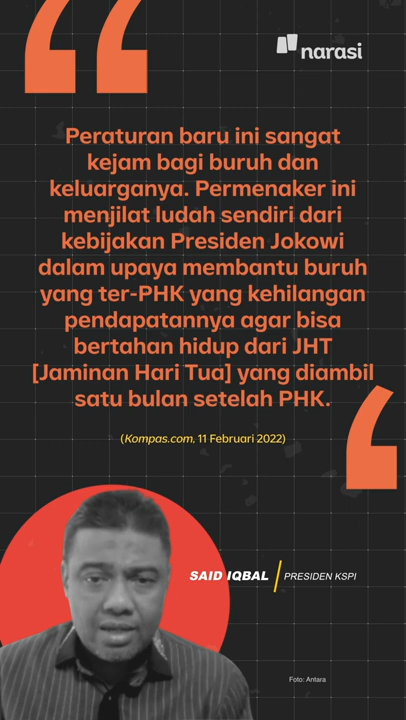 narasi
Peraturan baru ini sangat
kejam bagi buruh dan
keluarganya. Permenaker ini
menjilat ludah sendiri dari
kebijakan Presiden Jokowi
dalam upaya membantu buruh
yang ter-PHK yang kehilangan
pendapatannya agar bisa
bertahan hidup dari JHT
[Jaminan Hari Tua] yang diambil
satu bulan setelah PHK.
(Kompas.com, 11 Februari 2022)
SAID IQBAL / PRESIDEN KSPI
Foto: Antara